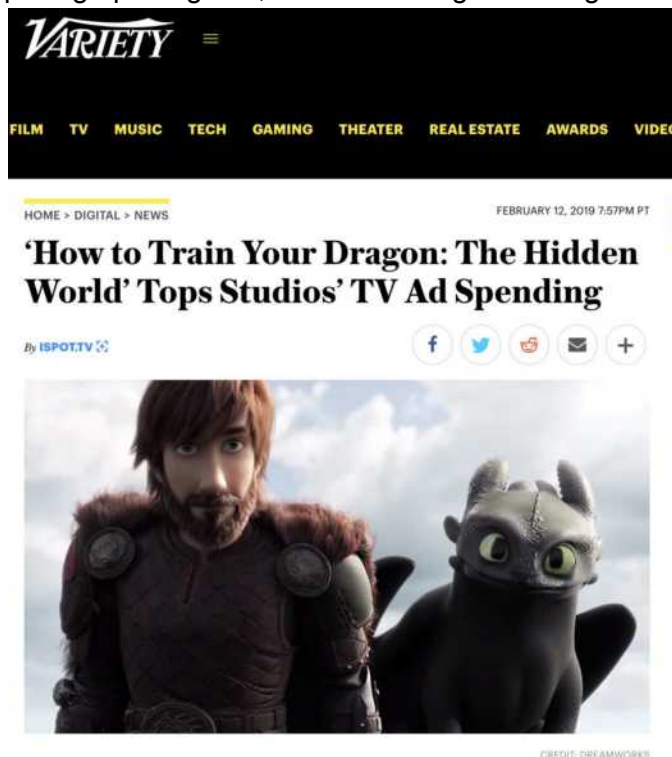 VARIETY
FILM TV MUSIC TECH GAMING THEATER REAL ESTATE AWARDS
HOME > DIGITAL > NEWS
FEBRUARY 12, 2019 7:57PM PT
‘How to Train Your Dragon: The Hidden
World’ Tops Studios’ TV Ad Spending
By ISPOT.TV
CREDIT: DREAMWORKS